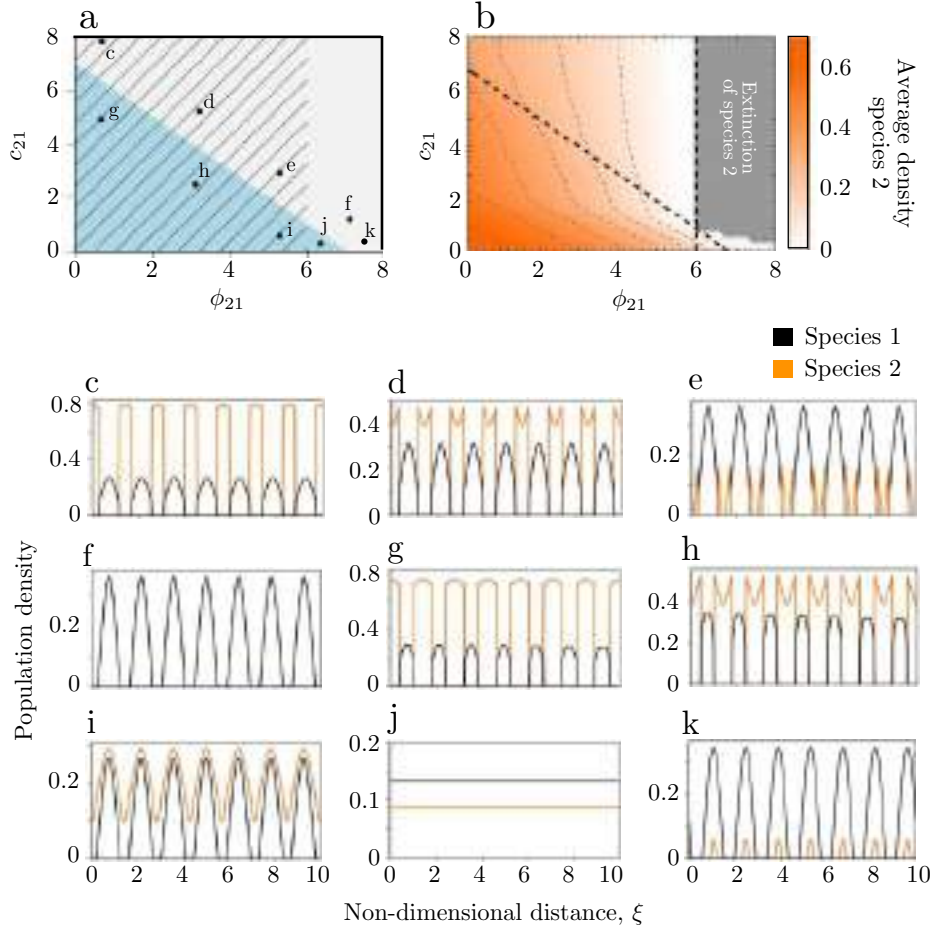 a
b
8
6
4
2
0
c₂₁
c
d
g
h
e
f
i
j
k
0
2
4
6
8
ϕ₂₁
8
6
4
2
0
c₂₁
Extinction
of species 2
0
2
4
6
8
ϕ₂₁
0.6
0.4
0.2
0
Average density
species 2
Species 1
Species 2
c
d
e
0.8
0.4
0
0.4
0.2
0
0.2
0
f
g
h
0.2
0
0.8
0.4
0
0.4
0.2
0
Population density
i
j
k
0.2
0
0.2
0.1
0
0.2
0
0 2 4 6 8 10
0 2 4 6 8 10
0 2 4 6 8 10
Non-dimensional distance, ξ